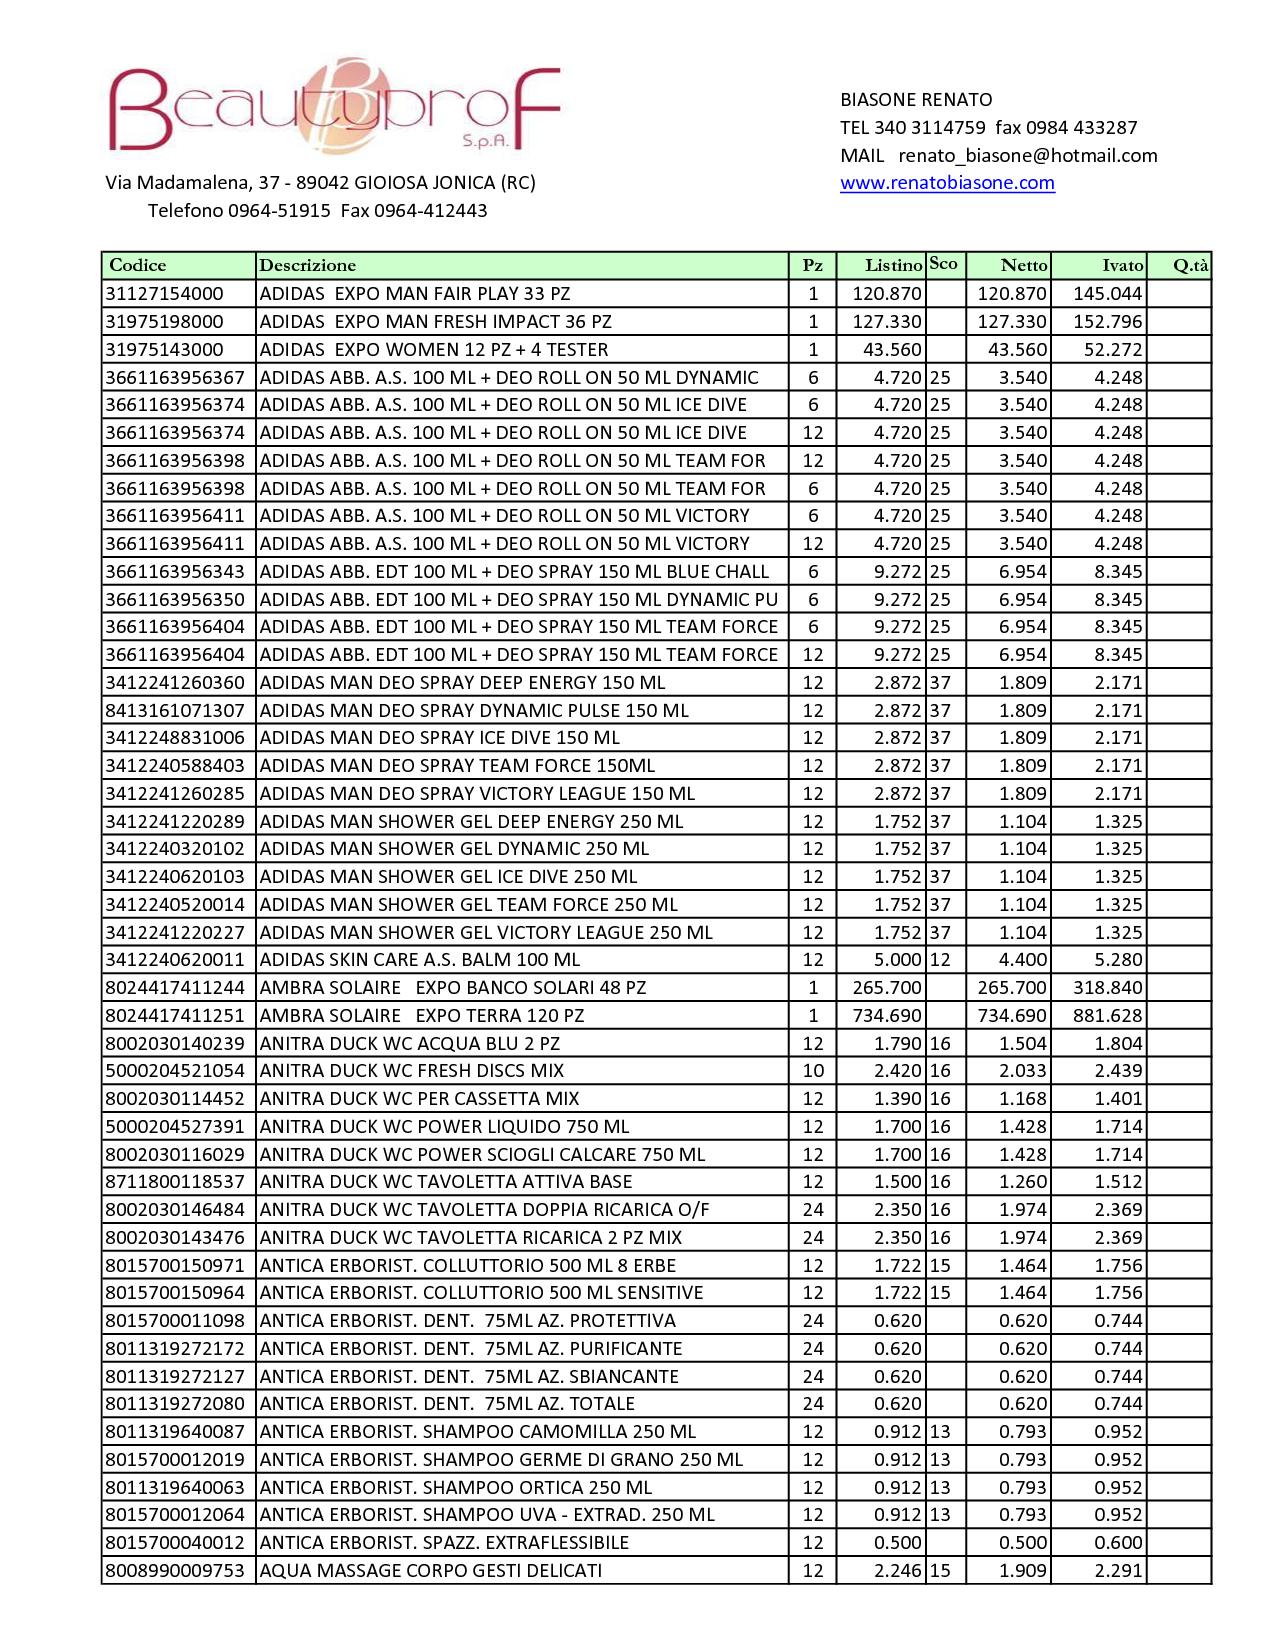 Beautyprof
S.p.A.
BIASONE RENATO
TEL 340 3114759 fax 0984 433287
MAIL renato_biasone@hotmail.com
Via Madamalena, 37 - 89042 GIOIOSA JONICA (RC)
www.renatobiasone.com
Telefono 0964-51915 Fax 0964-412443
Codice Descrizione Pz Listino Sco Netto Ivato Q.tà
31127154000 ADIDAS EXPO MAN FAIR PLAY 33 PZ 1 120.870 120.870 145.044
31975198000 ADIDAS EXPO MAN FRESH IMPACT 36 PZ 1 127.330 127.330 152.796
31975143000 ADIDAS EXPO WOMEN 12 PZ + 4 TESTER 1 43.560 43.560 52.272
3661163956367 ADIDAS ABB. A.S. 100 ML + DEO ROLL ON 50 ML DYNAMIC 6 4.720 25 3.540 4.248
3661163956374 ADIDAS ABB. A.S. 100 ML + DEO ROLL ON 50 ML ICE DIVE 6 4.720 25 3.540 4.248
3661163956374 ADIDAS ABB. A.S. 100 ML + DEO ROLL ON 50 ML ICE DIVE 12 4.720 25 3.540 4.248
3661163956398 ADIDAS ABB. A.S. 100 ML + DEO ROLL ON 50 ML TEAM FOR 12 4.720 25 3.540 4.248
3661163956398 ADIDAS ABB. A.S. 100 ML + DEO ROLL ON 50 ML TEAM FOR 6 4.720 25 3.540 4.248
3661163956411 ADIDAS ABB. A.S. 100 ML + DEO ROLL ON 50 ML VICTORY 6 4.720 25 3.540 4.248
3661163956411 ADIDAS ABB. A.S. 100 ML + DEO ROLL ON 50 ML VICTORY 12 4.720 25 3.540 4.248
3661163956343 ADIDAS ABB. EDT 100 ML + DEO SPRAY 150 ML BLUE CHALL 6 9.272 25 6.954 8.345
3661163956350 ADIDAS ABB. EDT 100 ML + DEO SPRAY 150 ML DYNAMIC PU 6 9.272 25 6.954 8.345
3661163956404 ADIDAS ABB. EDT 100 ML + DEO SPRAY 150 ML TEAM FORCE 6 9.272 25 6.954 8.345
3661163956404 ADIDAS ABB. EDT 100 ML + DEO SPRAY 150 ML TEAM FORCE 12 9.272 25 6.954 8.345
3412241260360 ADIDAS MAN DEO SPRAY DEEP ENERGY 150 ML 12 2.872 37 1.809 2.171
8413161071307 ADIDAS MAN DEO SPRAY DYNAMIC PULSE 150 ML 12 2.872 37 1.809 2.171
3412248831006 ADIDAS MAN DEO SPRAY ICE DIVE 150 ML 12 2.872 37 1.809 2.171
3412240588403 ADIDAS MAN DEO SPRAY TEAM FORCE 150ML 12 2.872 37 1.809 2.171
3412241260285 ADIDAS MAN DEO SPRAY VICTORY LEAGUE 150 ML 12 2.872 37 1.809 2.171
3412241220289 ADIDAS MAN SHOWER GEL DEEP ENERGY 250 ML 12 1.752 37 1.104 1.325
3412240320102 ADIDAS MAN SHOWER GEL DYNAMIC 250 ML 12 1.752 37 1.104 1.325
3412240620103 ADIDAS MAN SHOWER GEL ICE DIVE 250 ML 12 1.752 37 1.104 1.325
3412240520014 ADIDAS MAN SHOWER GEL TEAM FORCE 250 ML 12 1.752 37 1.104 1.325
3412241220227 ADIDAS MAN SHOWER GEL VICTORY LEAGUE 250 ML 12 1.752 37 1.104 1.325
3412240620011 ADIDAS SKIN CARE A.S. BALM 100 ML 12 5.000 12 4.400 5.280
8024417411244 AMBRA SOLAIRE EXPO BANCO SOLARI 48 PZ 1 265.700 265.700 318.840
8024417411251 AMBRA SOLAIRE EXPO TERRA 120 PZ 1 734.690 734.690 881.628
8002030140239 ANITRA DUCK WC ACQUA BLU 2 PZ 12 1.790 16 1.504 1.804
5000204521054 ANITRA DUCK WC FRESH DISCS MIX 10 2.420 16 2.033 2.439
8002030114452 ANITRA DUCK WC PER CASSETTA MIX 12 1.390 16 1.168 1.401
5000204527391 ANITRA DUCK WC POWER LIQUIDO 750 ML 12 1.700 16 1.428 1.714
8002030116029 ANITRA DUCK WC POWER SCIOGLI CALCARE 750 ML 12 1.700 16 1.428 1.714
8711800118537 ANITRA DUCK WC TAVOLETTA ATTIVA BASE 12 1.500 16 1.260 1.512
8002030146484 ANITRA DUCK WC TAVOLETTA DOPPIA RICARICA O/F 24 2.350 16 1.974 2.369
8002030143476 ANITRA DUCK WC TAVOLETTA RICARICA 2 PZ MIX 24 2.350 16 1.974 2.369
8015700150971 ANTICA ERBORIST. COLLUTTORIO 500 ML 8 ERBE 12 1.722 15 1.464 1.756
8015700150964 ANTICA ERBORIST. COLLUTTORIO 500 ML SENSITIVE 12 1.722 15 1.464 1.756
8015700011098 ANTICA ERBORIST. DENT. 75ML AZ. PROTETTIVA 24 0.620 0.620 0.744
8011319272172 ANTICA ERBORIST. DENT. 75ML AZ. PURIFICANTE 24 0.620 0.620 0.744
8011319272127 ANTICA ERBORIST. DENT. 75ML AZ. SBIANCANTE 24 0.620 0.620 0.744
8011319272080 ANTICA ERBORIST. DENT. 75ML AZ. TOTALE 24 0.620 0.620 0.744
8011319640087 ANTICA ERBORIST. SHAMPOO CAMOMILLA 250 ML 12 0.912 13 0.793 0.952
8015700012019 ANTICA ERBORIST. SHAMPOO GERME DI GRANO 250 ML 12 0.912 13 0.793 0.952
8011319640063 ANTICA ERBORIST. SHAMPOO ORTICA 250 ML 12 0.912 13 0.793 0.952
8015700012064 ANTICA ERBORIST. SHAMPOO UVA - EXTRAD. 250 ML 12 0.912 13 0.793 0.952
8015700040012 ANTICA ERBORIST. SPAZZ. EXTRAFLESSIBILE 12 0.500 0.500 0.600
8008990009753 AQUA MASSAGE CORPO GESTI DELICATI 12 2.246 15 1.909 2.291